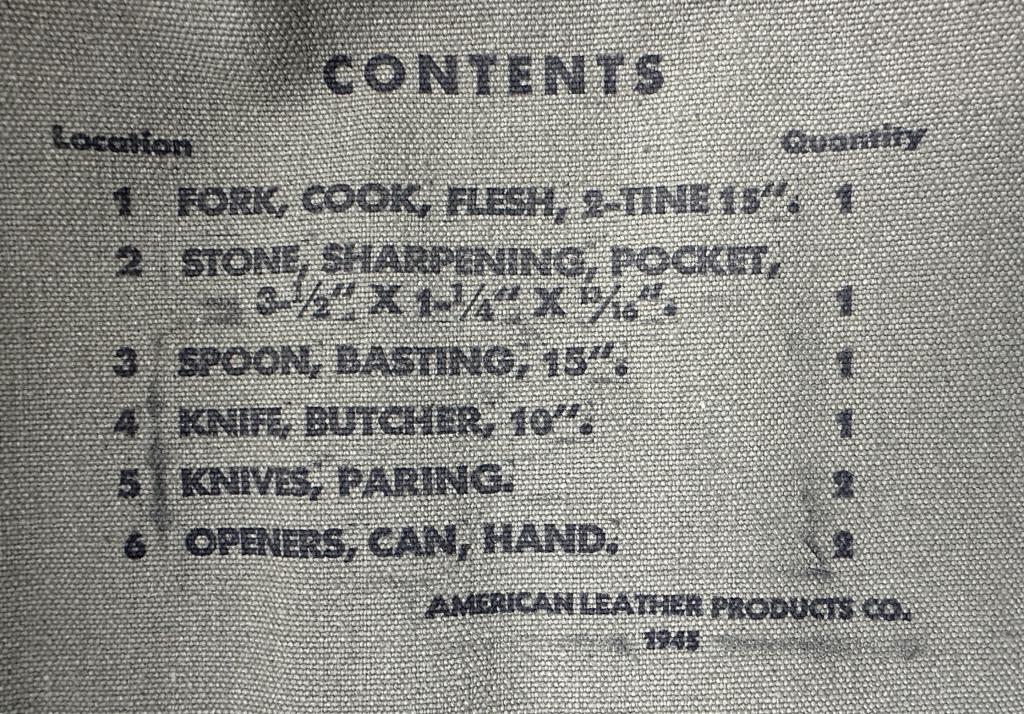 CONTENTS
Location Quantity
1 FORK, COOK, FLESH, 2-TINE 15". 1
2 STONE, SHARPENING, POCKET,
3-1/2" X 1-1/4" X 13/16". 1
3 SPOON, BASTING, 15". 1
4 KNIFE, BUTCHER, 10". 1
5 KNIVES, PARING. 2
6 OPENERS, CAN, HAND. 2
AMERICAN LEATHER PRODUCTS CO.
1945